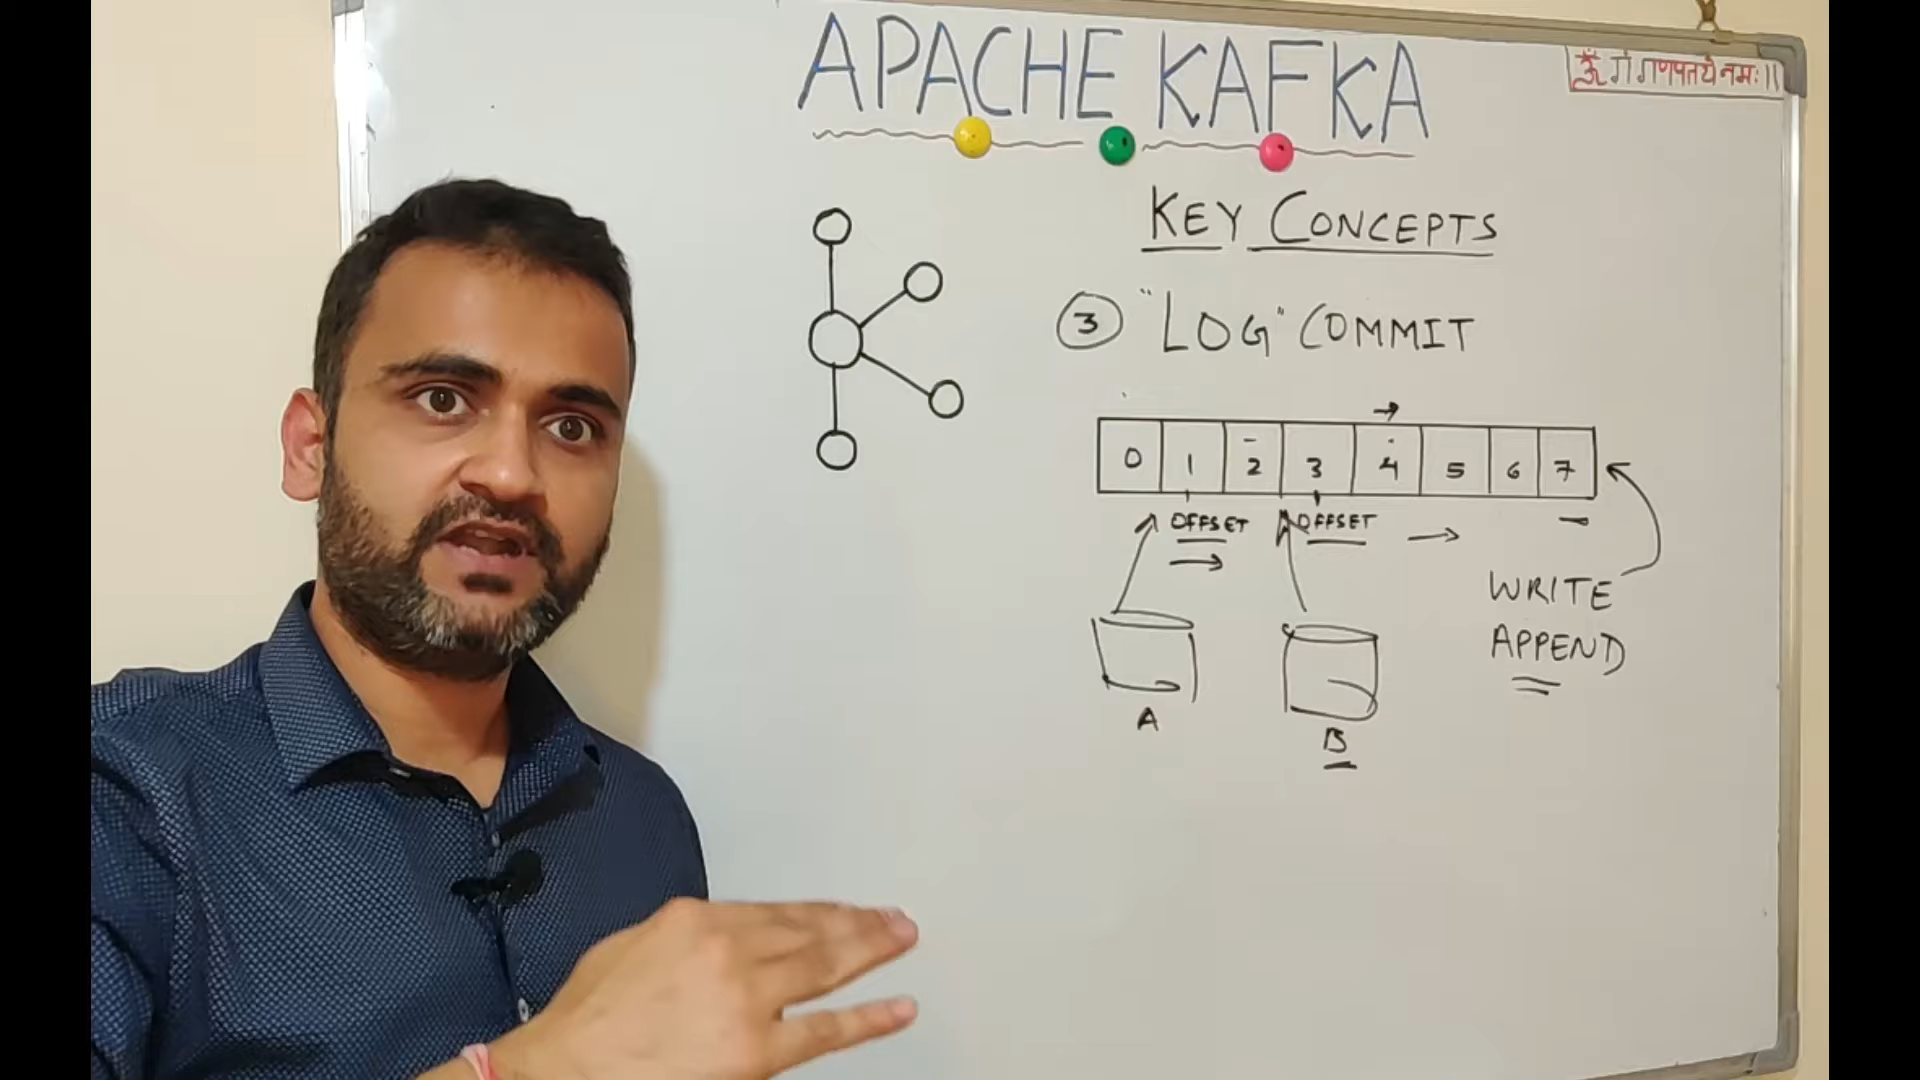 APACHE KAFKA
ॐ गं गणपतये नमः॥
KEY CONCEPTS
3 "LOG" COMMIT
0 1 2 3 4 5 6 7
OFFSET OFFSET
WRITE
APPEND
A
B